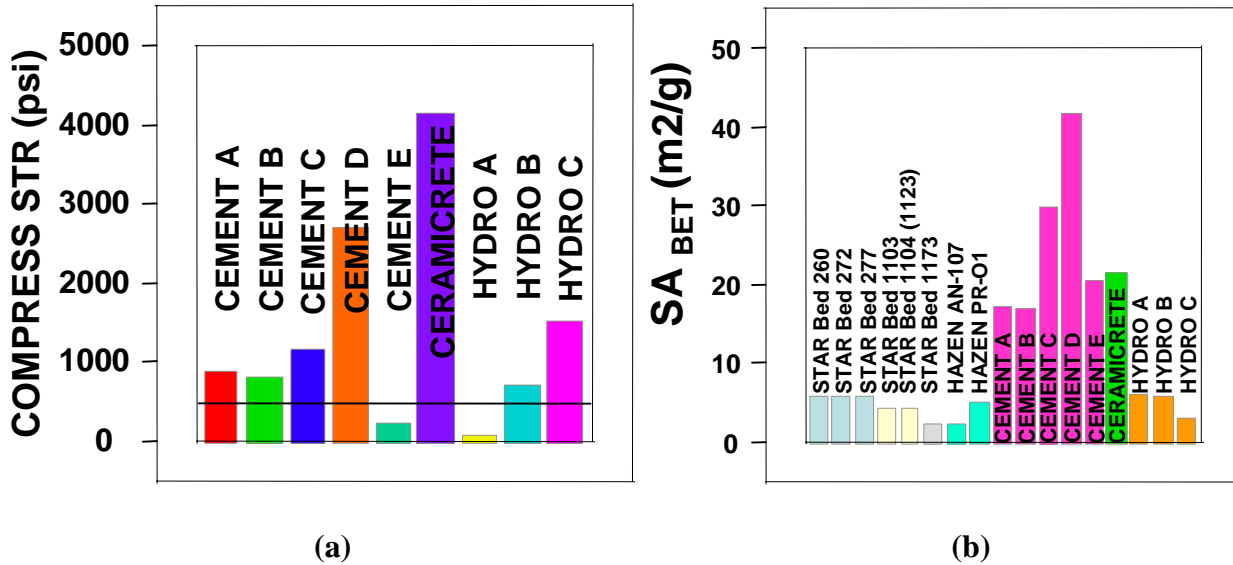 COMPRESS STR (psi)
5000
4000
3000
2000
1000
0
CEMENT A
CEMENT B
CEMENT C
CEMENT D
CEMENT E
CERAMICRETE
HYDRO A
HYDRO B
HYDRO C
(a)
SA BET (m2/g)
50
40
30
20
10
0
STAR Bed 260
STAR Bed 272
STAR Bed 277
STAR Bed 1103
STAR Bed 1104 (1123)
STAR Bed 1173
HAZEN AN-107
HAZEN PR-O1
CEMENT A
CEMENT B
CEMENT C
CEMENT D
CEMENT E
CERAMICRETE
HYDRO A
HYDRO B
HYDRO C
(b)